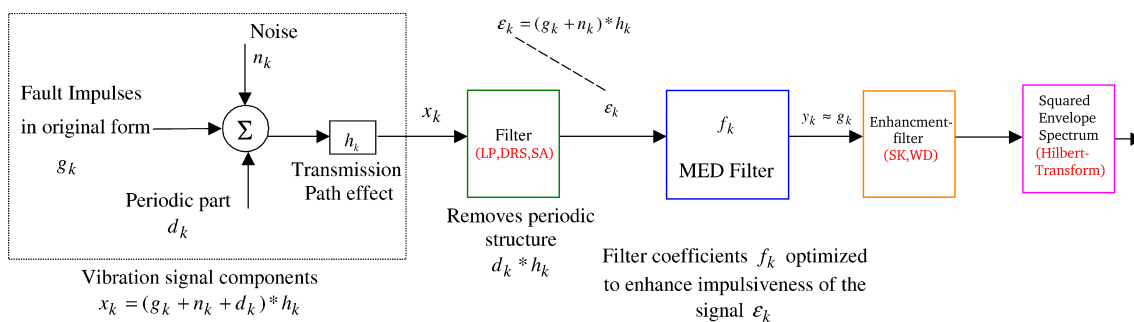 Noise
n_k
Fault Impulses
in original form
g_k
Σ
h_k
Transmission
Path effect
Periodic part
d_k
Vibration signal components
x_k = (g_k + n_k + d_k) * h_k
x_k
Filter
(LP,DRS,SA)
Removes periodic
structure
d_k * h_k
ε_k = (g_k + n_k) * h_k
ε_k
f_k
MED Filter
Filter coefficients f_k optimized
to enhance impulsiveness of the
signal ε_k
y_k ≈ g_k
Enhancment-
filter
(SK,WD)
Squared
Envelope
Spectrum
(Hilbert-
Transform)